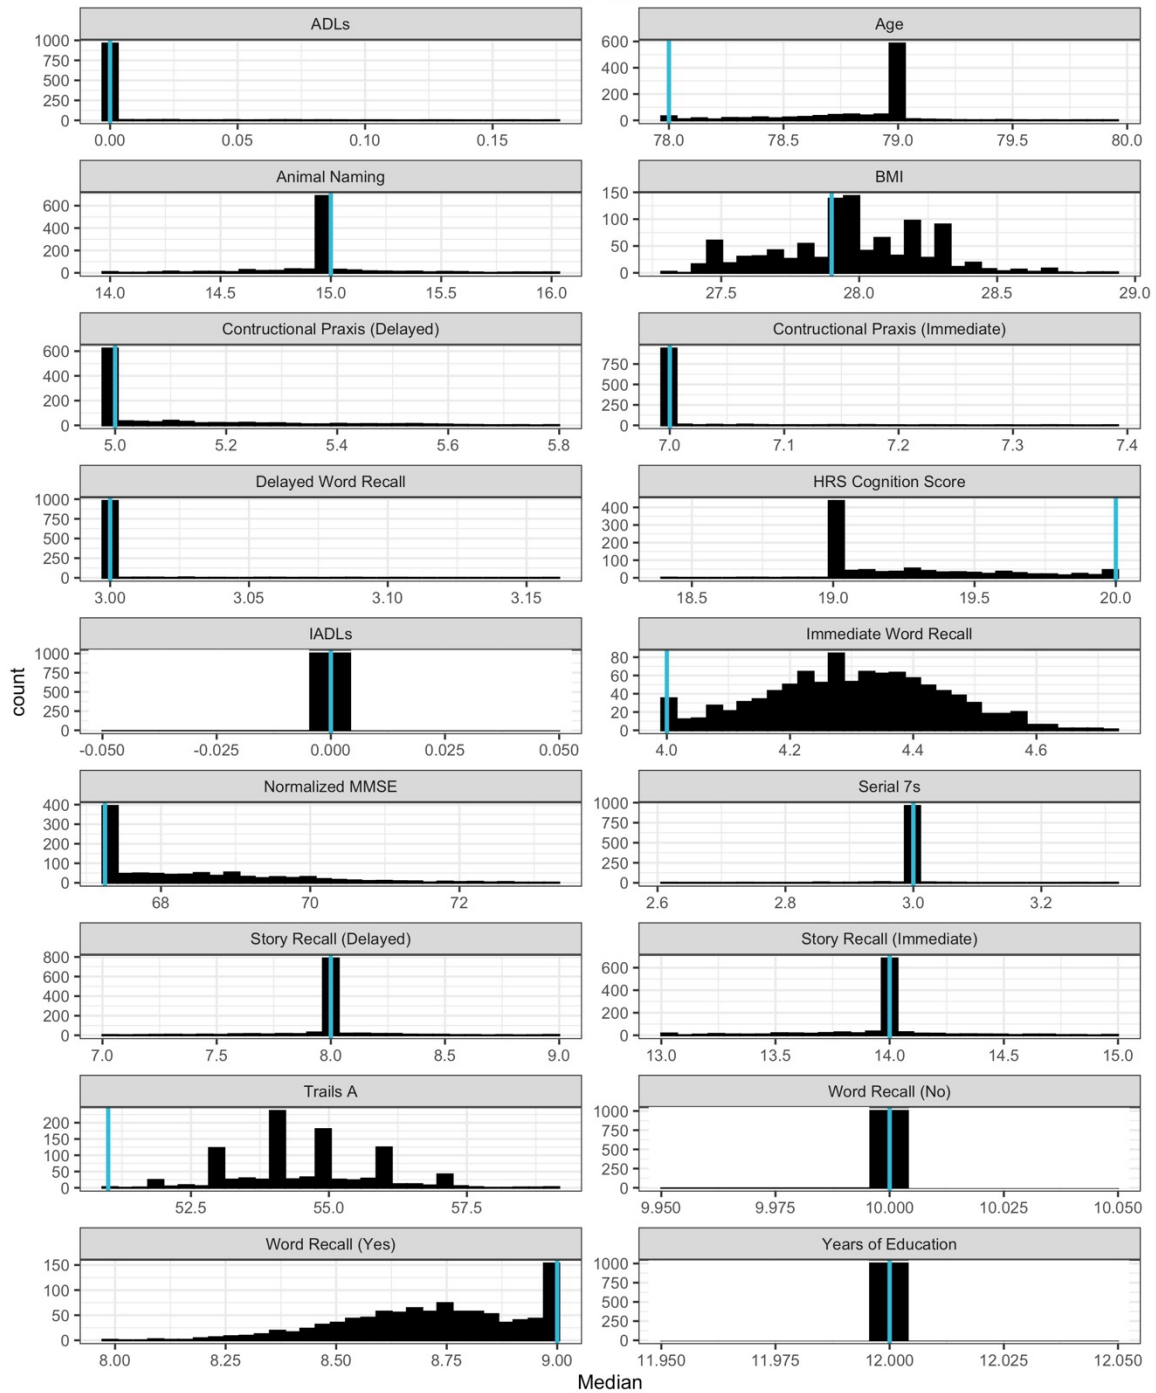 ADLs
1000
750
500
250
0
0.00 0.05 0.10 0.15
Age
600
400
200
0
78.0 78.5 79.0 79.5 80.0
Animal Naming
600
400
200
0
14.0 14.5 15.0 15.5 16.0
BMI
150
100
50
0
27.5 28.0 28.5 29.0
Contructional Praxis (Delayed)
600
400
200
0
5.0 5.2 5.4 5.6 5.8
Contructional Praxis (Immediate)
750
500
250
0
7.0 7.1 7.2 7.3 7.4
Delayed Word Recall
1000
750
500
250
0
3.00 3.05 3.10 3.15
HRS Cognition Score
400
300
200
100
0
18.5 19.0 19.5 20.0
count
IADLs
1000
750
500
250
0
-0.050 -0.025 0.000 0.025 0.050
Immediate Word Recall
80
60
40
20
0
4.0 4.2 4.4 4.6
Normalized MMSE
400
300
200
100
0
68 70 72
Serial 7s
1000
750
500
250
0
2.6 2.8 3.0 3.2
Story Recall (Delayed)
800
600
400
200
0
7.0 7.5 8.0 8.5 9.0
Story Recall (Immediate)
600
400
200
0
13.0 13.5 14.0 14.5 15.0
Trails A
200
150
100
50
0
52.5 55.0 57.5
Word Recall (No)
1000
750
500
250
0
9.950 9.975 10.000 10.025 10.050
Word Recall (Yes)
150
100
50
0
8.00 8.25 8.50 8.75 9.00
Years of Education
1000
750
500
250
0
11.950 11.975 12.000 12.025 12.050
Median